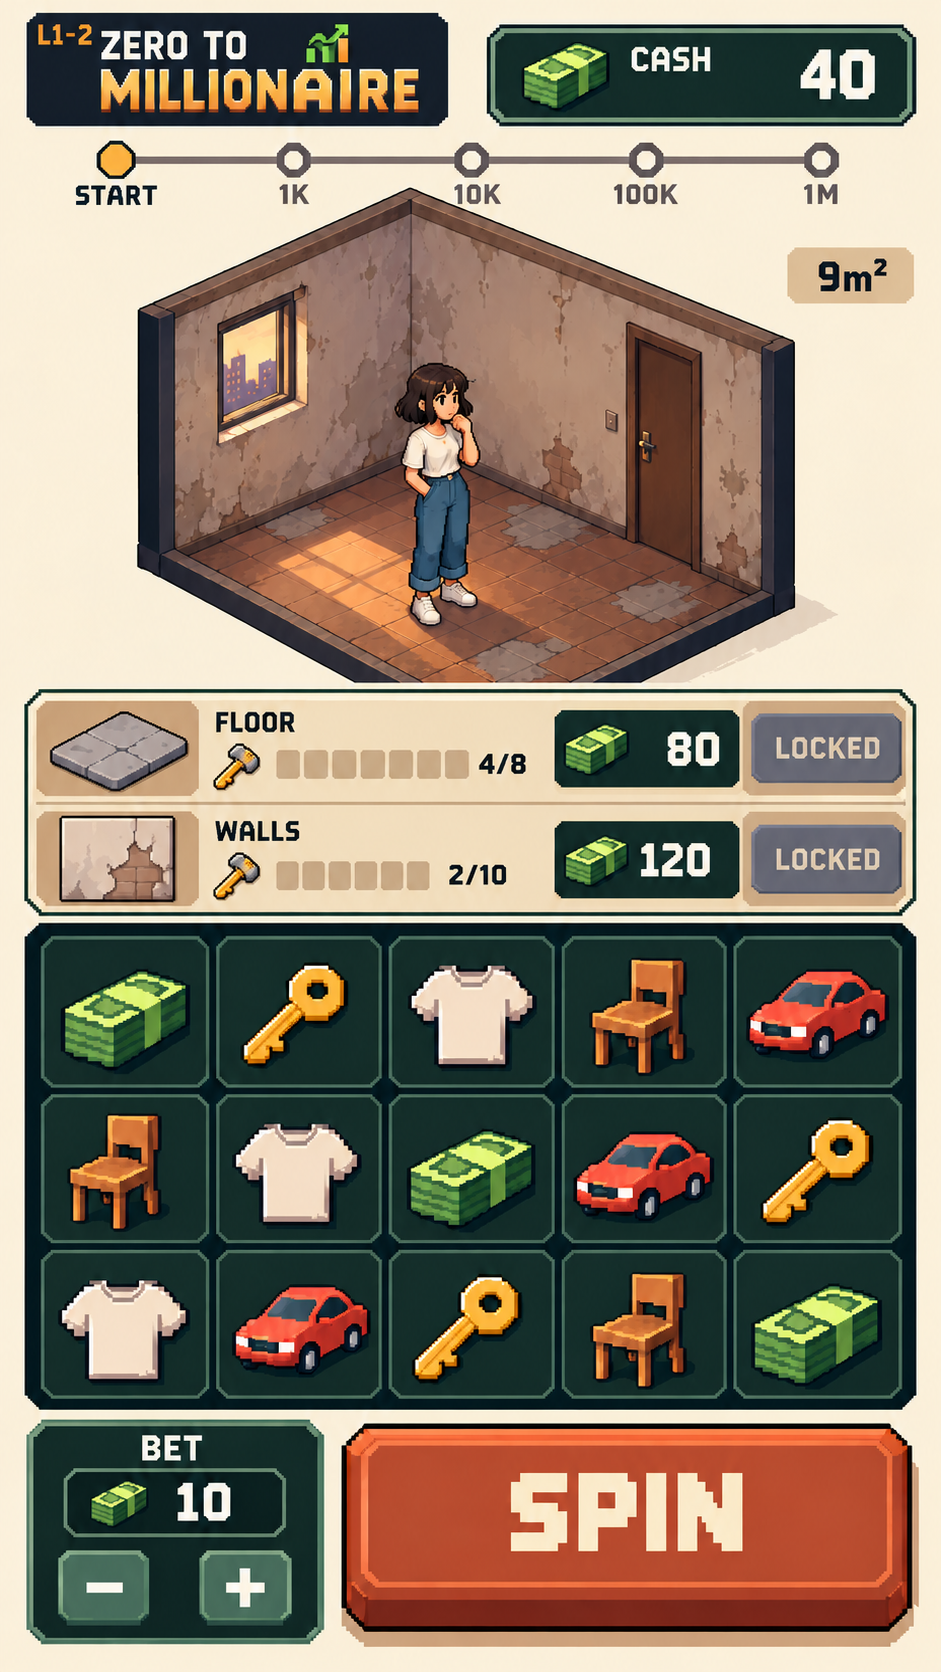 L1-2
ZERO TO
MILLIONAIRE
CASH
40
START
1K
10K
100K
1M
9m²
FLOOR
4/8
80
LOCKED
WALLS
2/10
120
LOCKED
BET
10
SPIN
− +